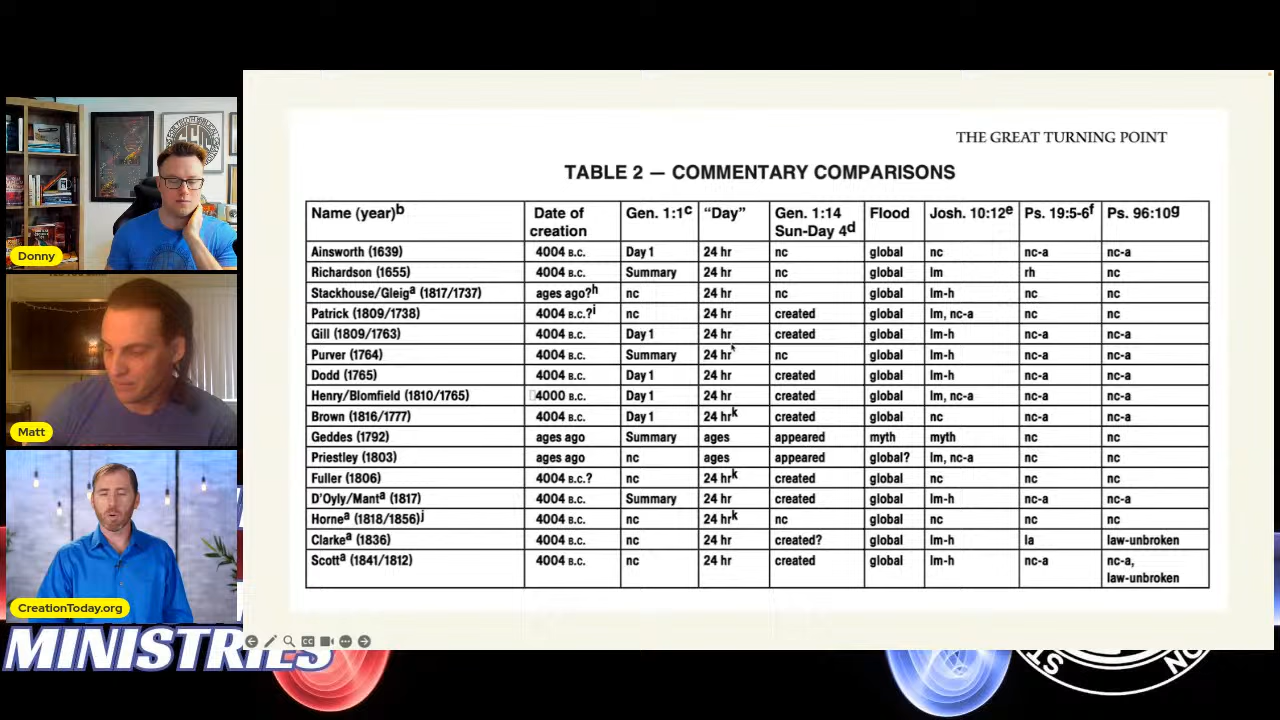 Donny
Matt
CreationToday.org
MINISTRIES
THE GREAT TURNING POINT
TABLE 2 — COMMENTARY COMPARISONS
Name (year)b Date of creation Gen. 1:1c “Day” Gen. 1:14 Sun-Day 4d Flood Josh. 10:12e Ps. 19:5-6f Ps. 96:10g
Ainsworth (1639) 4004 B.C. Day 1 24 hr nc global nc nc-a nc-a
Richardson (1655) 4004 B.C. Summary 24 hr nc global lm rh nc
Stackhouse/Gleiga (1817/1737) ages ago?h nc 24 hr nc global lm-h nc nc
Patrick (1809/1738) 4004 B.C.?i nc 24 hr created global lm, nc-a nc nc
Gill (1809/1763) 4004 B.C. Day 1 24 hr created global lm-h nc-a nc-a
Purver (1764) 4004 B.C. Summary 24 hr nc global lm-h nc-a nc-a
Dodd (1765) 4004 B.C. Day 1 24 hr created global lm-h nc-a nc-a
Henry/Blomfield (1810/1765) 4000 B.C. Day 1 24 hr created global lm, nc-a nc-a nc-a
Brown (1816/1777) 4004 B.C. Day 1 24 hrk created global nc nc-a nc-a
Geddes (1792) ages ago Summary ages appeared myth myth nc nc
Priestley (1803) ages ago nc ages appeared global? lm, nc-a nc nc
Fuller (1806) 4004 B.C.? nc 24 hrk created global nc nc nc
D’Oyly/Manta (1817) 4004 B.C. Summary 24 hr created global lm-h nc-a nc-a
Hornea (1818/1856)j 4004 B.C. nc 24 hrk nc global nc nc nc
Clarkea (1836) 4004 B.C. nc 24 hr created? global lm-h la law-unbroken
Scotta (1841/1812) 4004 B.C. nc 24 hr created global lm-h nc-a nc-a,
law-unbroken